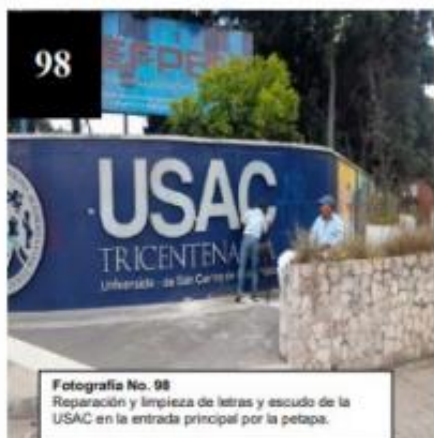 98
USAC
TRICENTENA
Fotografía No. 98
Reparación y limpieza de letras y escudo de la
USAC en la entrada principal por la petapa.